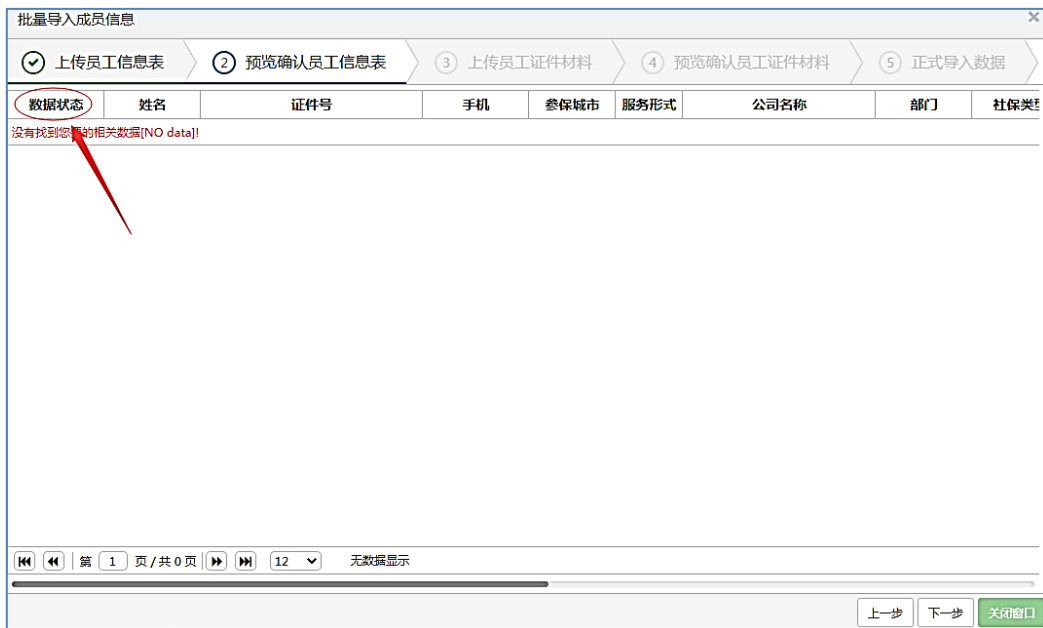 批量导入成员信息
上传员工信息表 2 预览确认员工信息表 3 上传员工证件材料 4 预览确认员工证件材料 5 正式导入数据
数据状态 姓名 证件号 手机 参保城市 服务形式 公司名称 部门 社保类型
没有找到您要的相关数据[NO data]!
第 1 页/共0页 12 无数据显示
上一步 下一步 关闭窗口